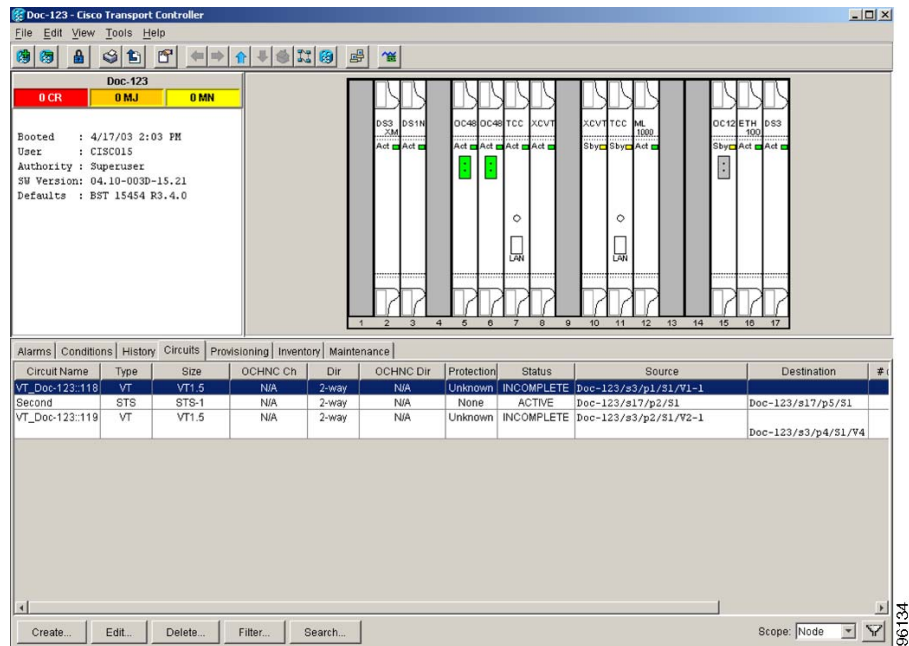 Doc-123 - Cisco Transport Controller
File Edit View Tools Help
Doc-123
0 CR 0 MJ 0 MN
Booted : 4/17/03 2:03 PM
User : CISCO15
Authority : Superuser
SW Version: 04.10-003D-15.21
Defaults : BST 15454 R3.4.0
DS3 XM DS1N OC48 OC48 TCC XCVT XCVT TCC ML 1000 OC12 ETH 100 DS3
Act Act Act Act Act Act Sby Sby Act Sby Act Act
LAN LAN
1 2 3 4 5 6 7 8 9 10 11 12 13 14 15 16 17
Alarms Conditions History Circuits Provisioning Inventory Maintenance
Circuit Name Type Size OCHNC Ch Dir OCHNC Dir Protection Status Source Destination #
VT_Doc-123::118 VT VT1.5 N/A 2-way N/A Unknown INCOMPLETE Doc-123/s3/p1/S1/V1-1
Second STS STS-1 N/A 2-way N/A None ACTIVE Doc-123/s17/p2/S1 Doc-123/s17/p5/S1
VT_Doc-123::119 VT VT1.5 N/A 2-way N/A Unknown INCOMPLETE Doc-123/s3/p2/S1/V2-1
Doc-123/s3/p4/S1/V4
Create... Edit... Delete... Filter... Search... Scope: Node
96134